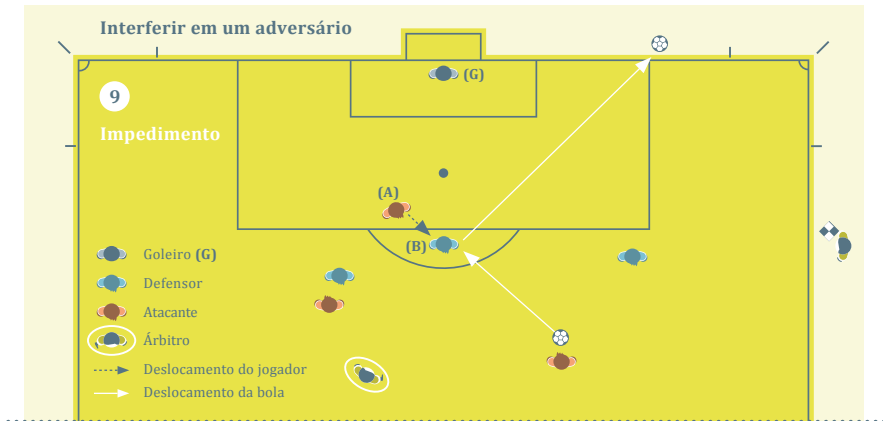 Interferir em um adversário
(G)
9
Impedimento
(A)
(B)
Goleiro (G)
Defensor
Atacante
Árbitro
Deslocamento do jogador
Deslocamento da bola